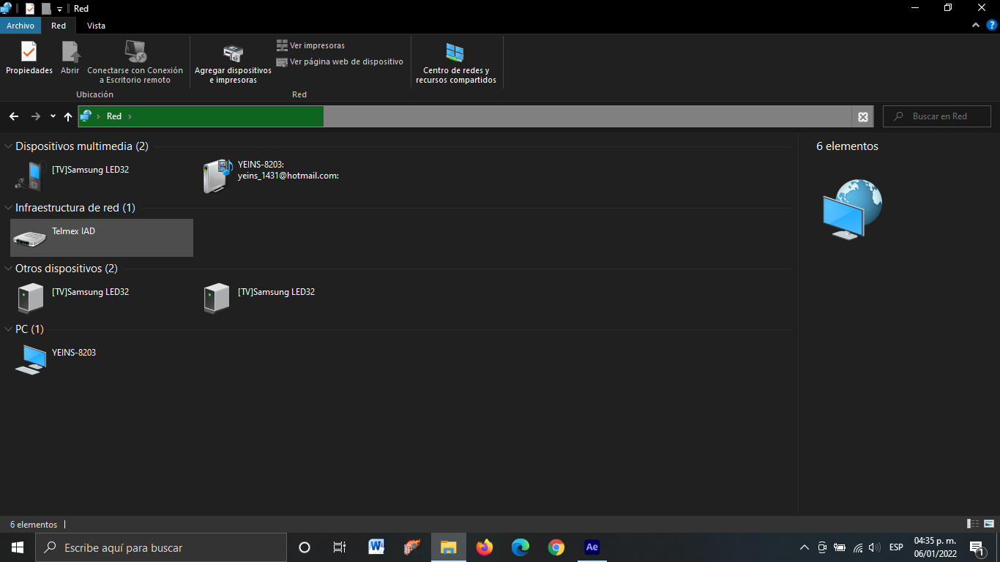 Red
Archivo
Red
Vista
Propiedades
Abrir
Conectarse con Conexión
a Escritorio remoto
Ubicación
Agregar dispositivos
e impresoras
Ver impresoras
Ver página web de dispositivo
Red
Centro de redes y
recursos compartidos
Red
Buscar en Red
Dispositivos multimedia (2)
[TV]Samsung LED32
YEINS-8203:
yeins_1431@hotmail.com:
Infraestructura de red (1)
Telmex IAD
Otros dispositivos (2)
[TV]Samsung LED32
[TV]Samsung LED32
PC (1)
YEINS-8203
6 elementos
6 elementos
Escribe aquí para buscar
W
Ae
ESP
04:35 p. m.
06/01/2022
1